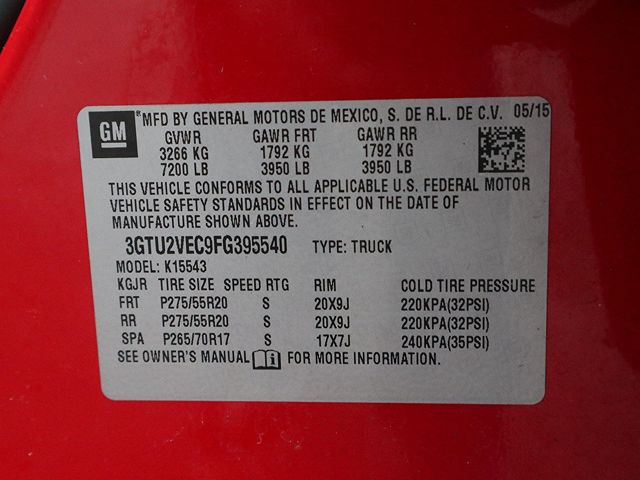 GM ® MFD BY GENERAL MOTORS DE MEXICO, S. DE R.L. DE C.V. 05/15
GVWR GAWR FRT GAWR RR
3266 KG 1792 KG 1792 KG
7200 LB 3950 LB 3950 LB
THIS VEHICLE CONFORMS TO ALL APPLICABLE U.S. FEDERAL MOTOR
VEHICLE SAFETY STANDARDS IN EFFECT ON THE DATE OF
MANUFACTURE SHOWN ABOVE.
3GTU2VEC9FG395540 TYPE: TRUCK
MODEL: K15543
KGJR TIRE SIZE SPEED RTG RIM COLD TIRE PRESSURE
FRT P275/55R20 S 20X9J 220KPA(32PSI)
RR P275/55R20 S 20X9J 220KPA(32PSI)
SPA P265/70R17 S 17X7J 240KPA(35PSI)
SEE OWNER'S MANUAL FOR MORE INFORMATION.